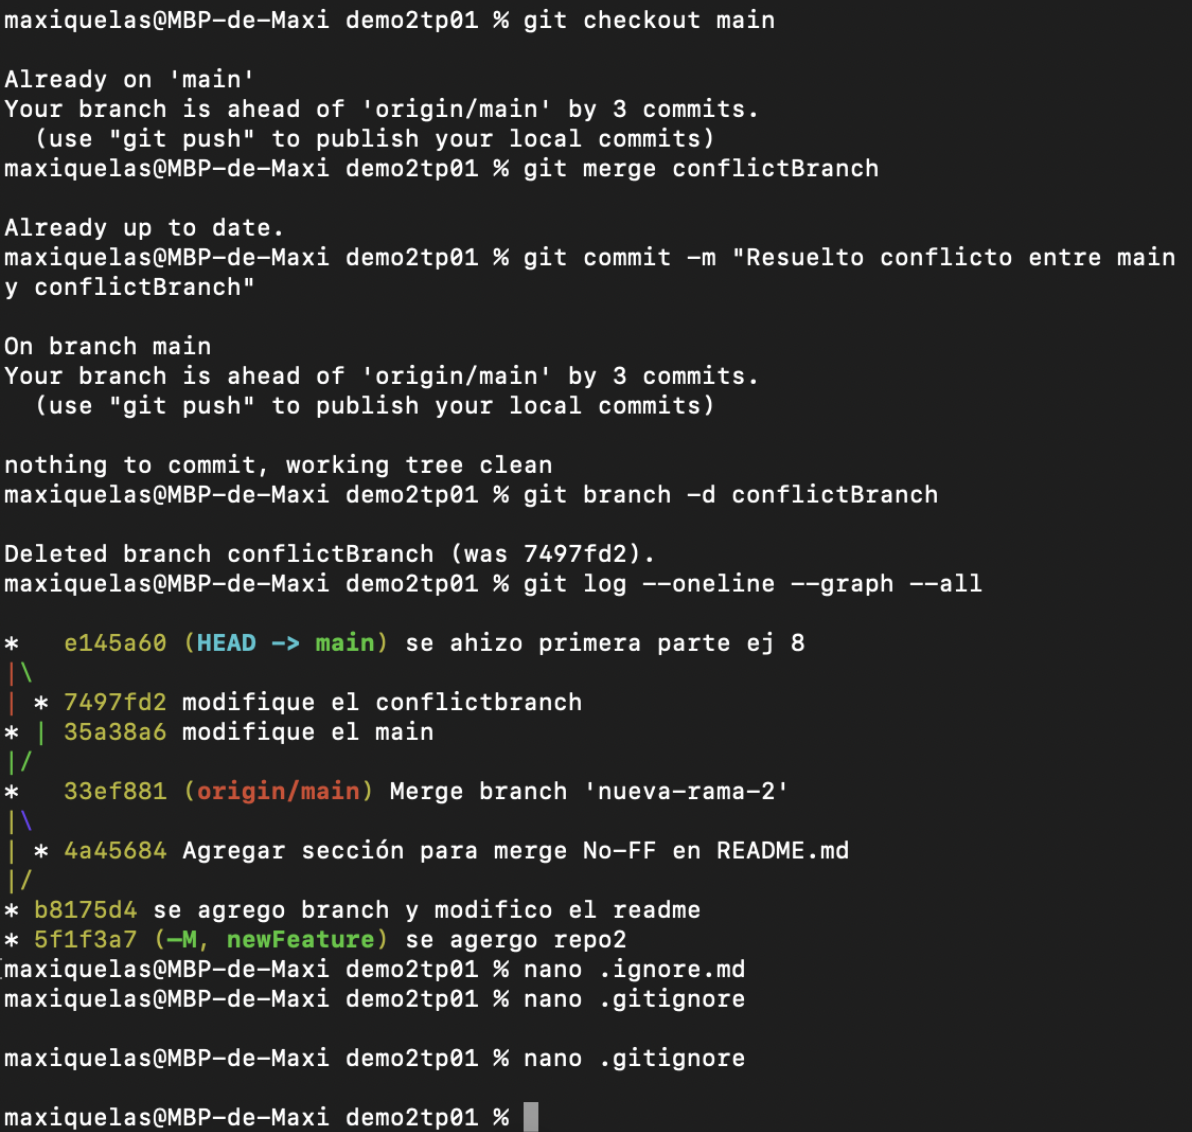 maxiquelas@MBP-de-Maxi demo2tp01 % git checkout main
Already on 'main'
Your branch is ahead of 'origin/main' by 3 commits.
  (use "git push" to publish your local commits)
maxiquelas@MBP-de-Maxi demo2tp01 % git merge conflictBranch
Already up to date.
maxiquelas@MBP-de-Maxi demo2tp01 % git commit -m "Resuelto conflicto entre main
y conflictBranch"
On branch main
Your branch is ahead of 'origin/main' by 3 commits.
  (use "git push" to publish your local commits)
nothing to commit, working tree clean
maxiquelas@MBP-de-Maxi demo2tp01 % git branch -d conflictBranch
Deleted branch conflictBranch (was 7497fd2).
maxiquelas@MBP-de-Maxi demo2tp01 % git log --oneline --graph --all
*   e145a60 (HEAD -> main) se ahizo primera parte ej 8
|\
| * 7497fd2 modifique el conflictbranch
* | 35a38a6 modifique el main
|/
*   33ef881 (origin/main) Merge branch 'nueva-rama-2'
|\
| * 4a45684 Agregar sección para merge No-FF en README.md
|/
* b8175d4 se agrego branch y modifico el readme
* 5f1f3a7 (-M, newFeature) se agergo repo2
maxiquelas@MBP-de-Maxi demo2tp01 % nano .ignore.md
maxiquelas@MBP-de-Maxi demo2tp01 % nano .gitignore
maxiquelas@MBP-de-Maxi demo2tp01 % nano .gitignore
maxiquelas@MBP-de-Maxi demo2tp01 %